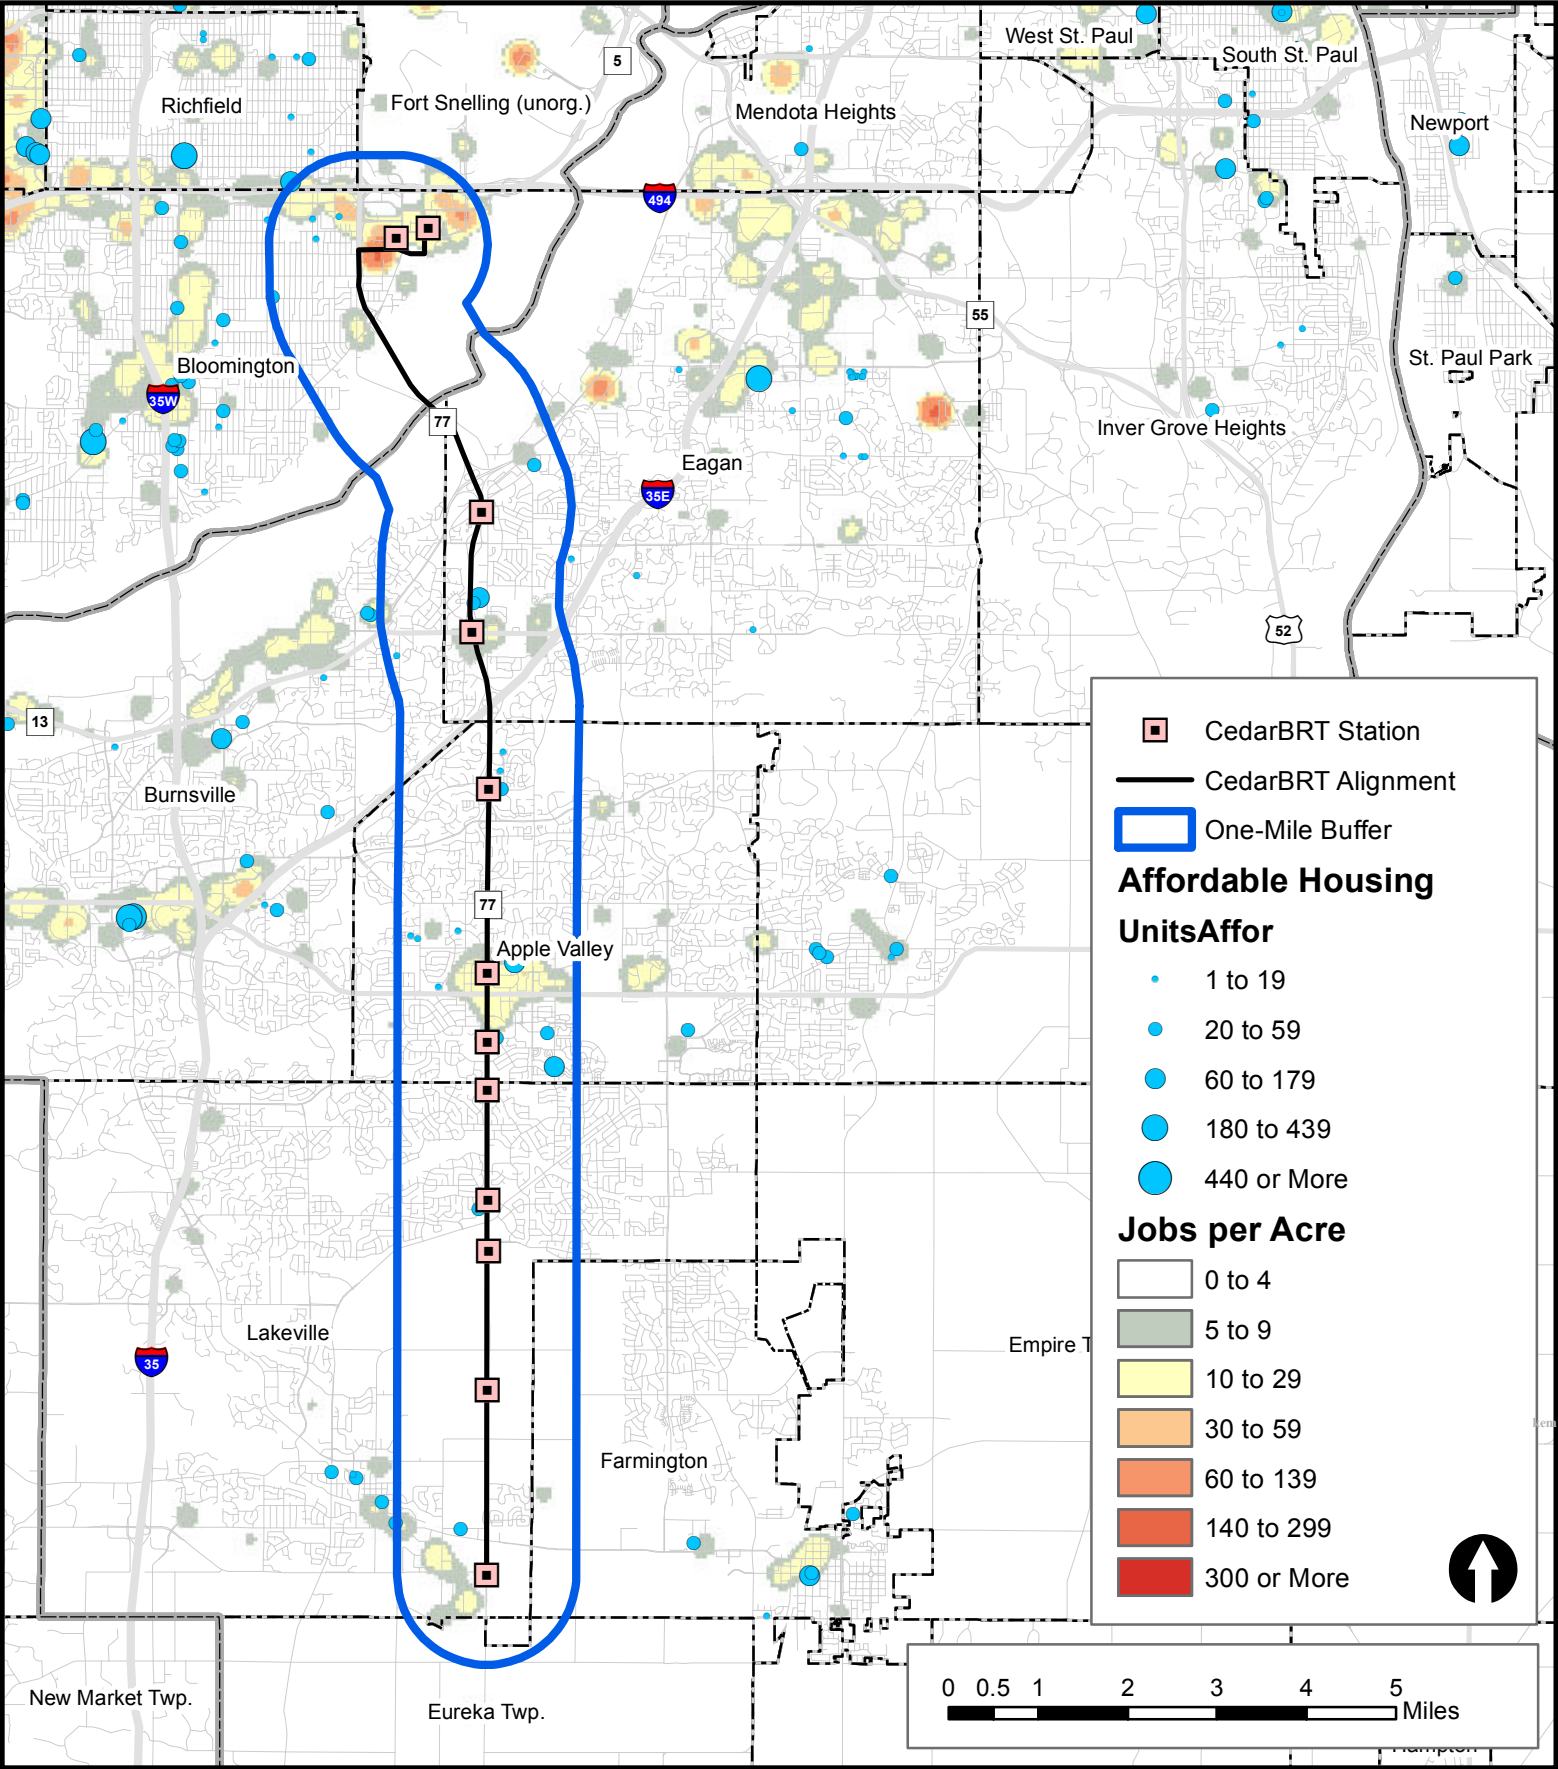 West St. Paul
South St. Paul
5
Richfield
Fort Snelling (unorg.)
Mendota Heights
Newport
494
55
Bloomington
St. Paul Park
35W
77
Inver Grove Heights
Eagan
35E
52
13
CedarBRT Station
CedarBRT Alignment
Burnsville
One-Mile Buffer
Affordable Housing
77
UnitsAffor
Apple Valley
1 to 19
20 to 59
60 to 179
180 to 439
440 or More
Jobs per Acre
0 to 4
5 to 9
Lakeville
Empire T
35
10 to 29
30 to 59
Farmington
60 to 139
140 to 299
300 or More
0 0.5 1 2 3 4 5
Miles
New Market Twp.
Eureka Twp.